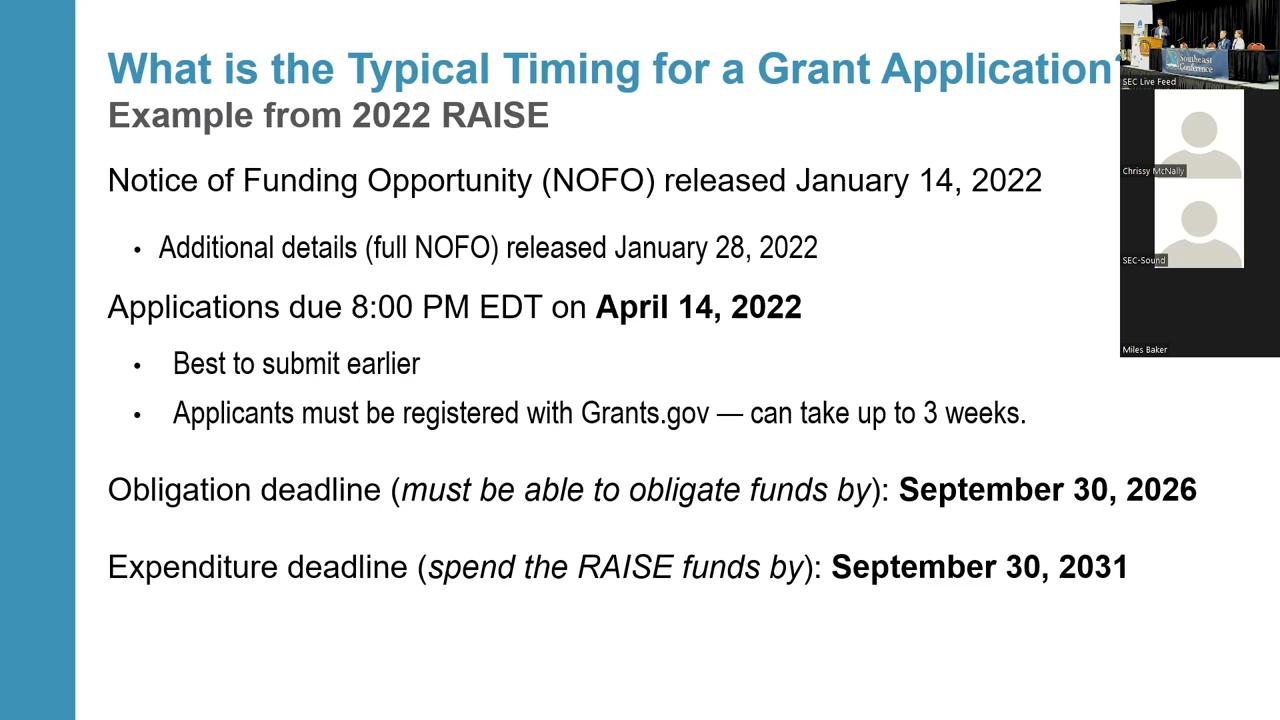 What is the Typical Timing for a Grant Application?
Example from 2022 RAISE
Notice of Funding Opportunity (NOFO) released January 14, 2022
• Additional details (full NOFO) released January 28, 2022
Applications due 8:00 PM EDT on April 14, 2022
• Best to submit earlier
• Applicants must be registered with Grants.gov — can take up to 3 weeks.
Obligation deadline (must be able to obligate funds by): September 30, 2026
Expenditure deadline (spend the RAISE funds by): September 30, 2031
Southeast
Conference
SEC Live Feed
Chrissy McNally
SEC-Sound
Miles Baker